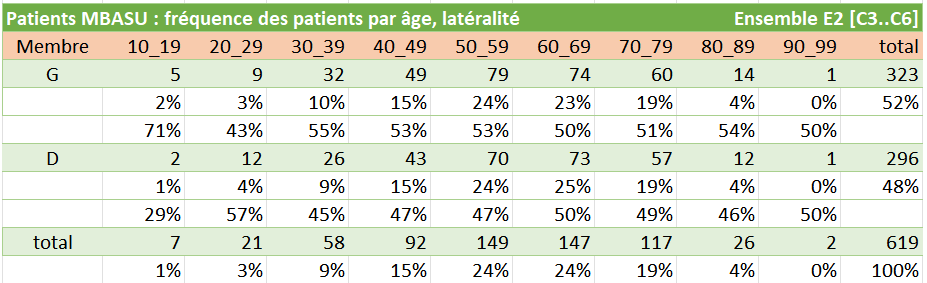 Patients MBASU : fréquence des patients par âge, latéralité Ensemble E2 [C3..C6]
Membre 10_19 20_29 30_39 40_49 50_59 60_69 70_79 80_89 90_99 total
G 5 9 32 49 79 74 60 14 1 323
2% 3% 10% 15% 24% 23% 19% 4% 0% 52%
71% 43% 55% 53% 53% 50% 51% 54% 50%
D 2 12 26 43 70 73 57 12 1 296
1% 4% 9% 15% 24% 25% 19% 4% 0% 48%
29% 57% 45% 47% 47% 50% 49% 46% 50%
total 7 21 58 92 149 147 117 26 2 619
1% 3% 9% 15% 24% 24% 19% 4% 0% 100%